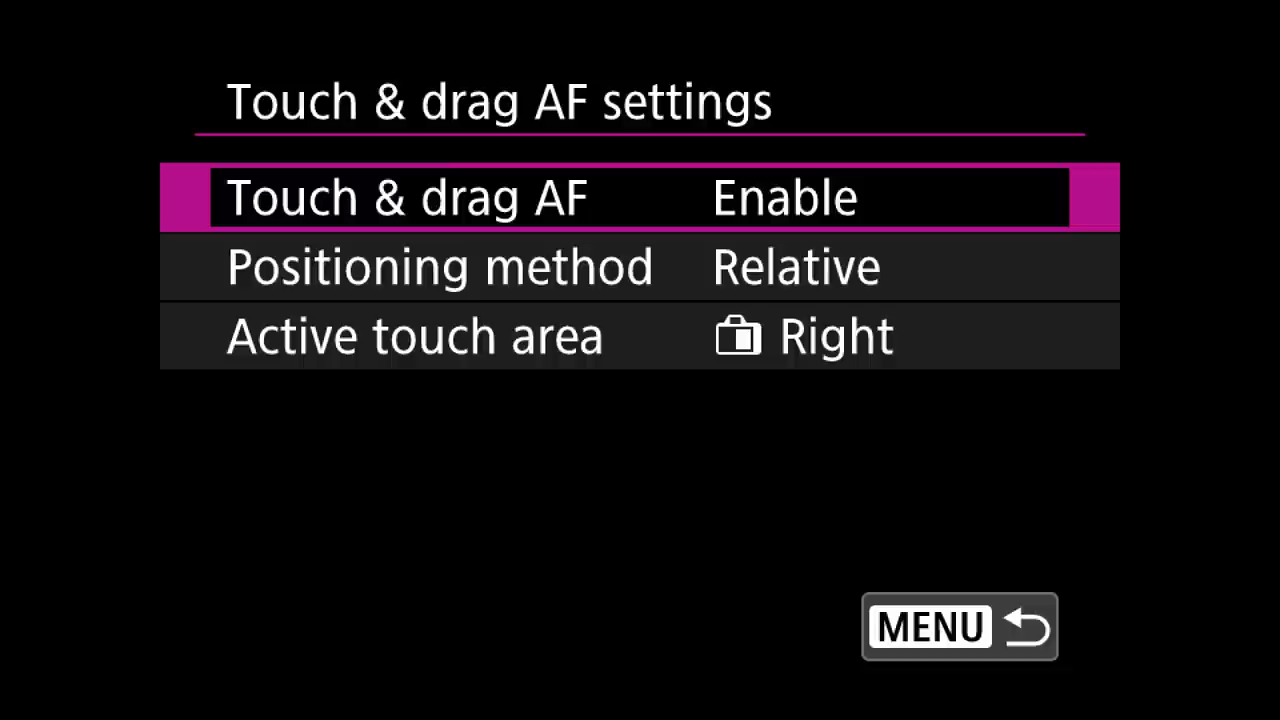 Touch & drag AF settings
Touch & drag AF Enable
Positioning method Relative
Active touch area Right
MENU